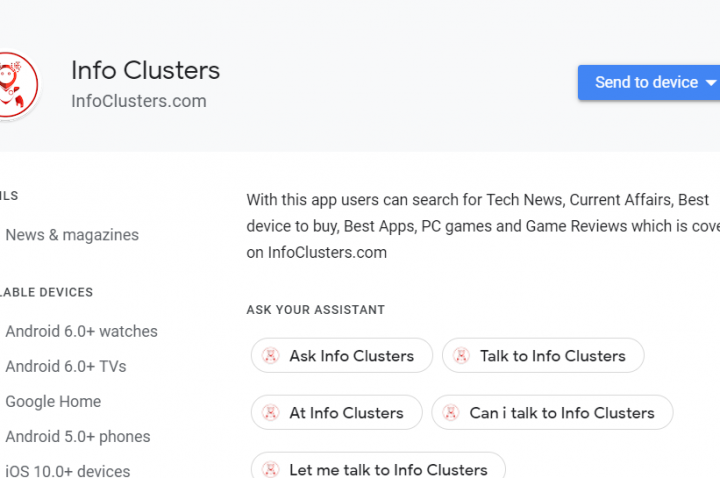 Info Clusters
InfoClusters.com
Send to device
ILS
News & magazines
LABLE DEVICES
Android 6.0+ watches
Android 6.0+ TVs
Google Home
Android 5.0+ phones
iOS 10.0+ devices
With this app users can search for Tech News, Current Affairs, Best
device to buy, Best Apps, PC games and Game Reviews which is cove
on InfoClusters.com
ASK YOUR ASSISTANT
Ask Info Clusters
Talk to Info Clusters
At Info Clusters
Can i talk to Info Clusters
Let me talk to Info Clusters